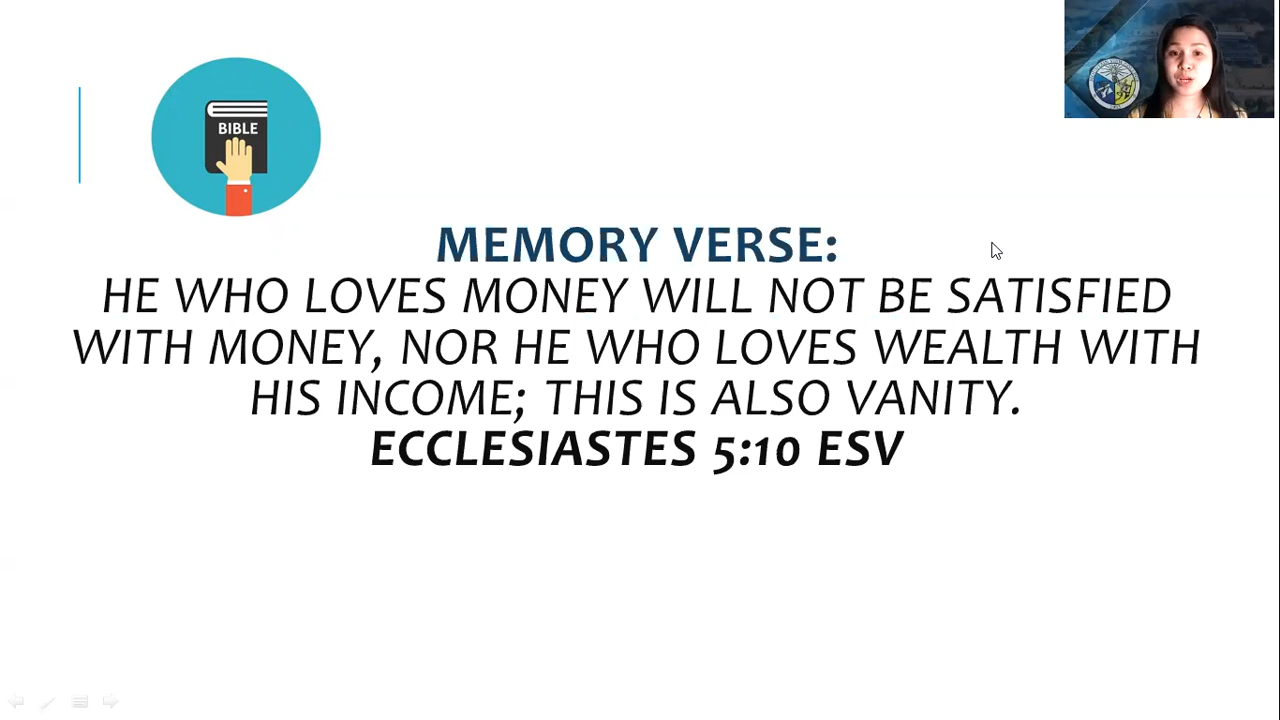 BIBLE
MEMORY VERSE:
HE WHO LOVES MONEY WILL NOT BE SATISFIED
WITH MONEY, NOR HE WHO LOVES WEALTH WITH
HIS INCOME; THIS IS ALSO VANITY.
ECCLESIASTES 5:10 ESV